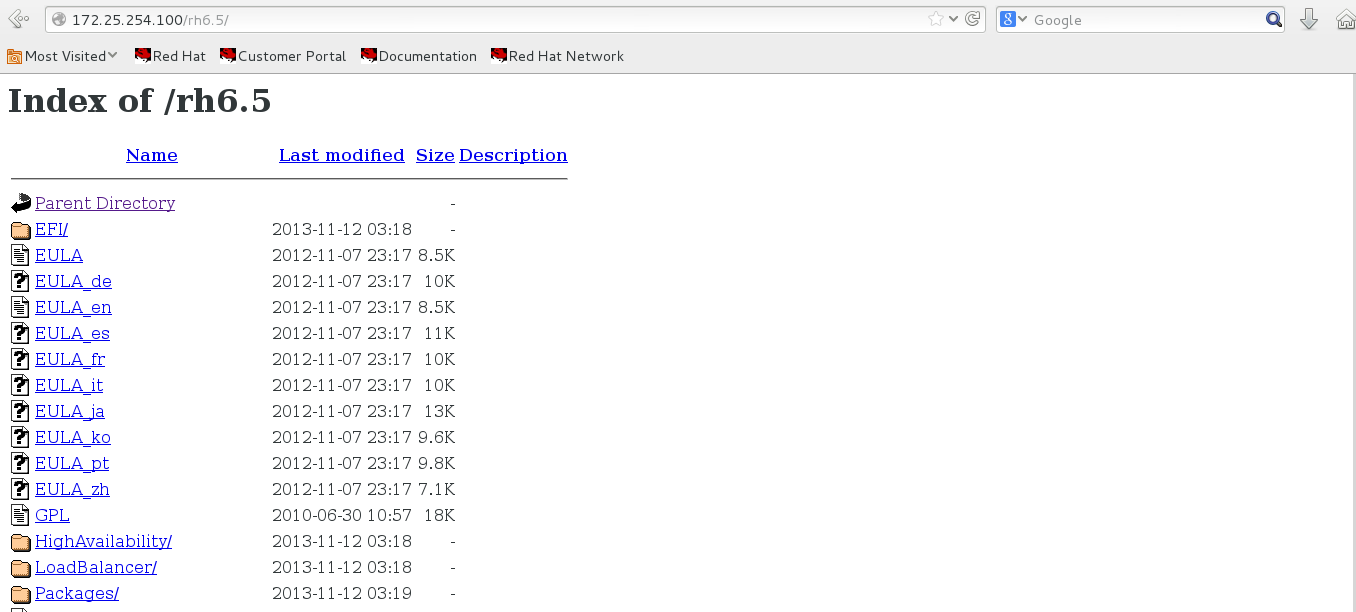 172.25.254.100/rh6.5/ Google
Most Visited Red Hat Customer Portal Documentation Red Hat Network
Index of /rh6.5
Name Last modified Size Description
Parent Directory -
EFI/ 2013-11-12 03:18 -
EULA 2012-11-07 23:17 8.5K
EULA_de 2012-11-07 23:17 10K
EULA_en 2012-11-07 23:17 8.5K
EULA_es 2012-11-07 23:17 11K
EULA_fr 2012-11-07 23:17 10K
EULA_it 2012-11-07 23:17 10K
EULA_ja 2012-11-07 23:17 13K
EULA_ko 2012-11-07 23:17 9.6K
EULA_pt 2012-11-07 23:17 9.8K
EULA_zh 2012-11-07 23:17 7.1K
GPL 2010-06-30 10:57 18K
HighAvailability/ 2013-11-12 03:18 -
LoadBalancer/ 2013-11-12 03:18 -
Packages/ 2013-11-12 03:19 -